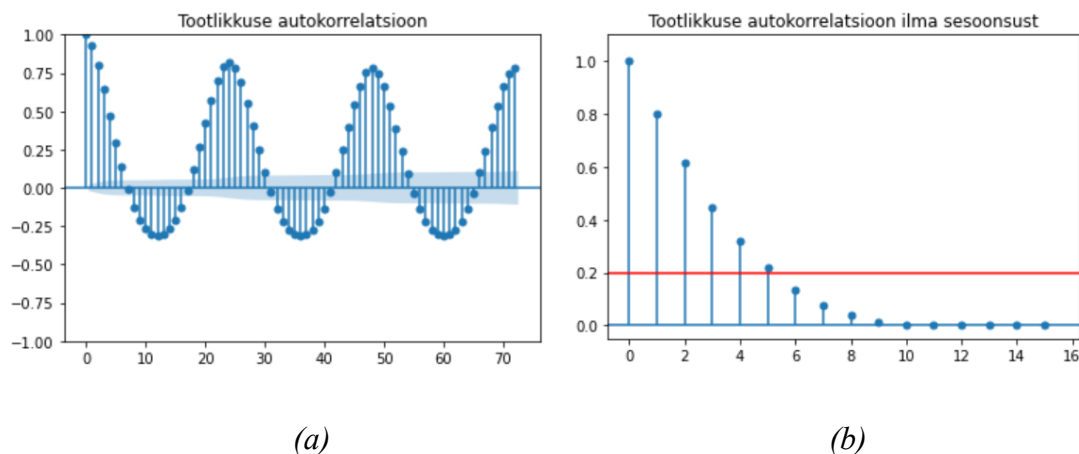 Tootlikkuse autokorrelatsioon
1.00
0.75
0.50
0.25
0.00
−0.25
−0.50
−0.75
−1.00
0 10 20 30 40 50 60 70
(a)
Tootlikkuse autokorrelatsioon ilma sesoonsust
1.0
0.8
0.6
0.4
0.2
0.0
0 2 4 6 8 10 12 14 16
(b)